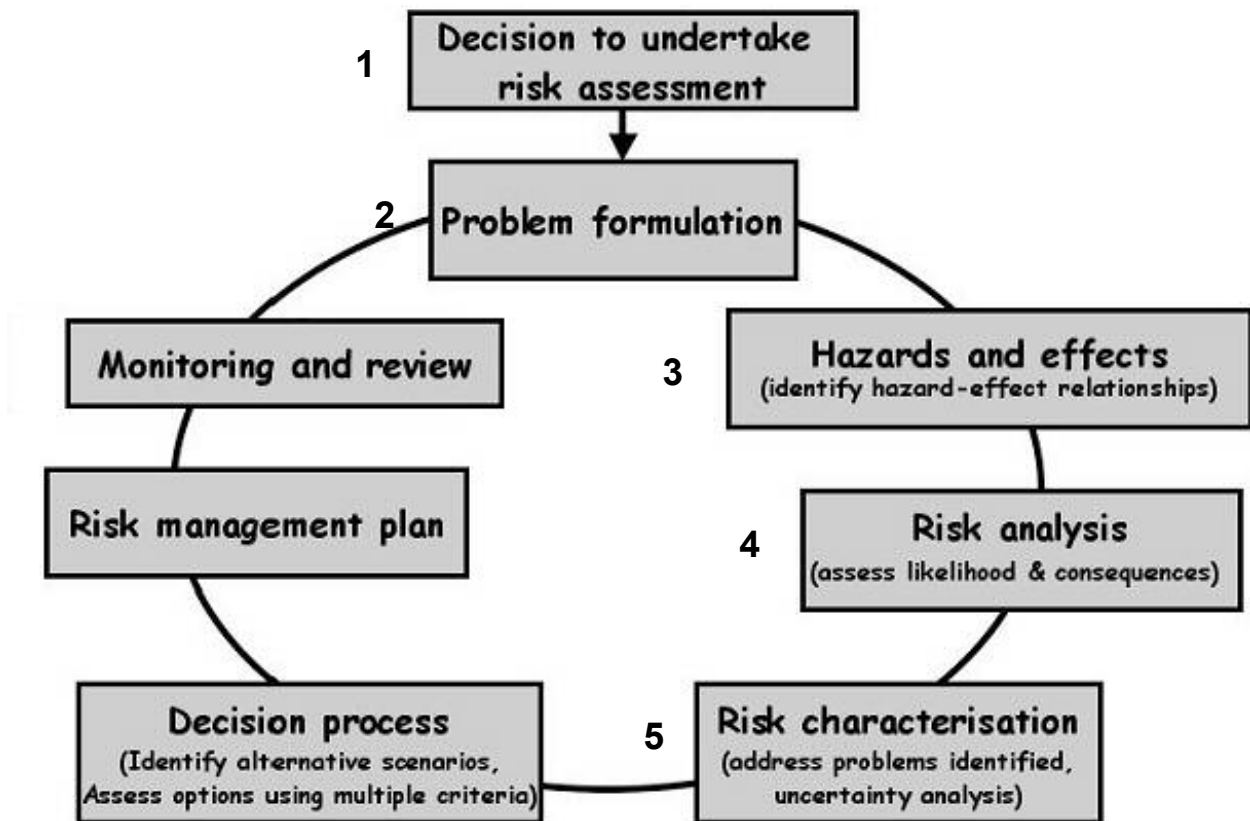 1
Decision to undertake
risk assessment
2
Problem formulation
Monitoring and review
3
Hazards and effects
(identify hazard-effect relationships)
Risk management plan
4
Risk analysis
(assess likelihood & consequences)
Decision process
(Identify alternative scenarios,
Assess options using multiple criteria)
5
Risk characterisation
(address problems identified,
uncertainty analysis)